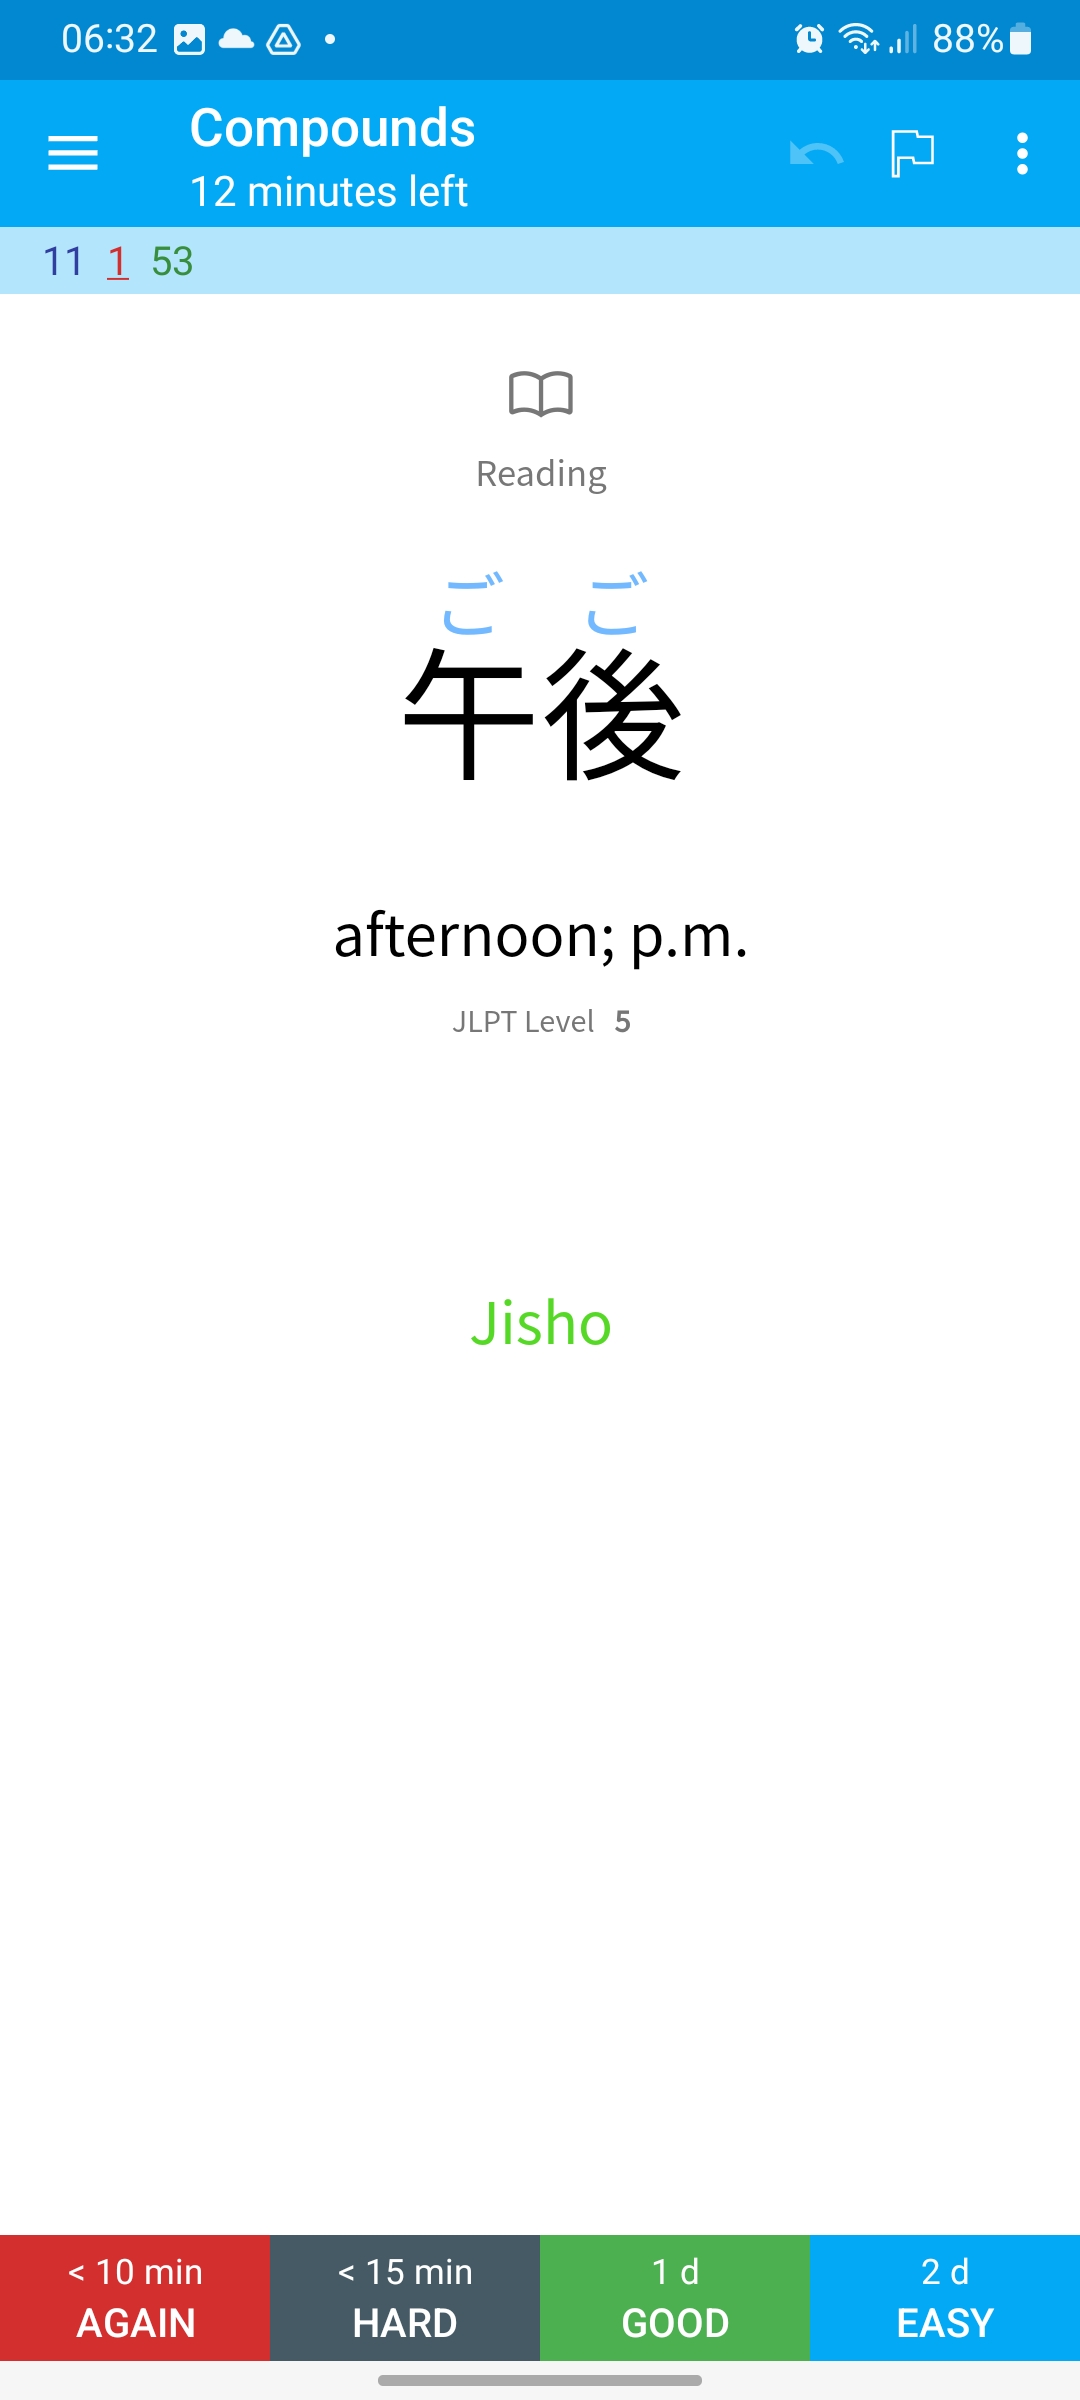 06:32 88%
Compounds
12 minutes left
11 1 53
Reading
ご ご
午後
afternoon; p.m.
JLPT Level 5
Jisho
< 10 min < 15 min 1 d 2 d
AGAIN HARD GOOD EASY